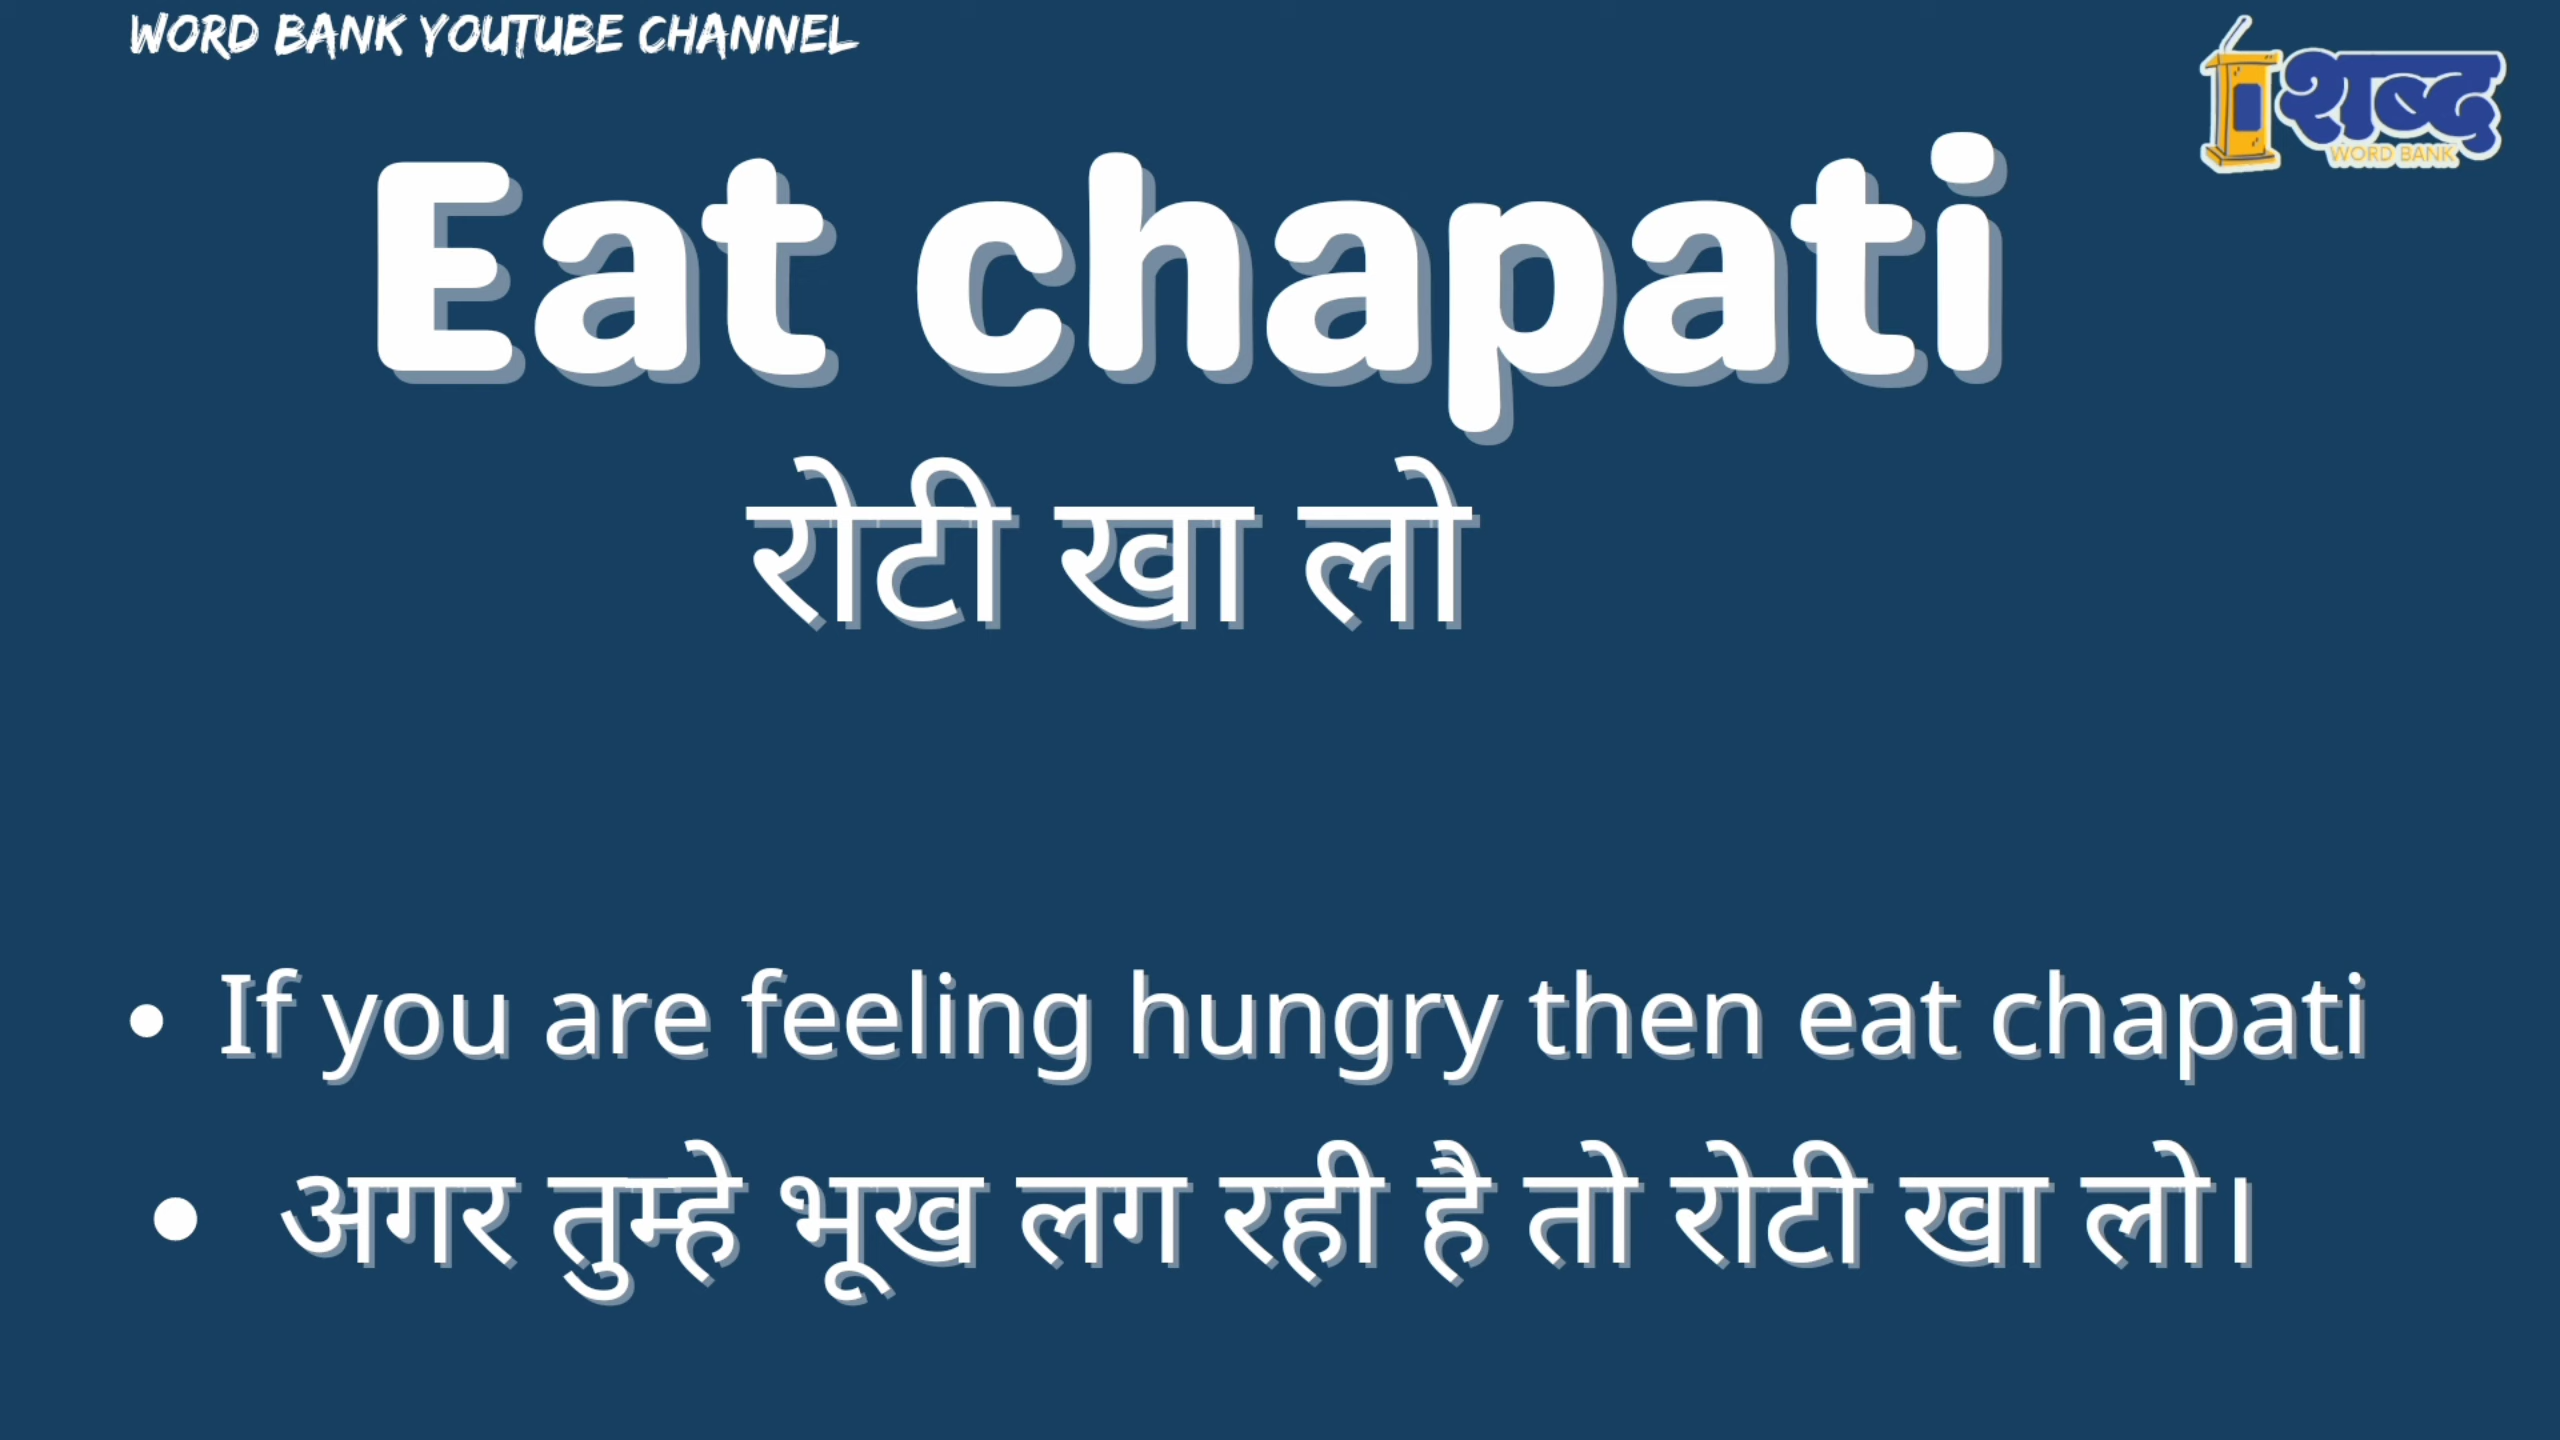 WORD BANK YOUTUBE CHANNEL
शब्द
WORD BANK
Eat chapati
रोटी खा लो
• If you are feeling hungry then eat chapati
• अगर तुम्हे भूख लग रही है तो रोटी खा लो।